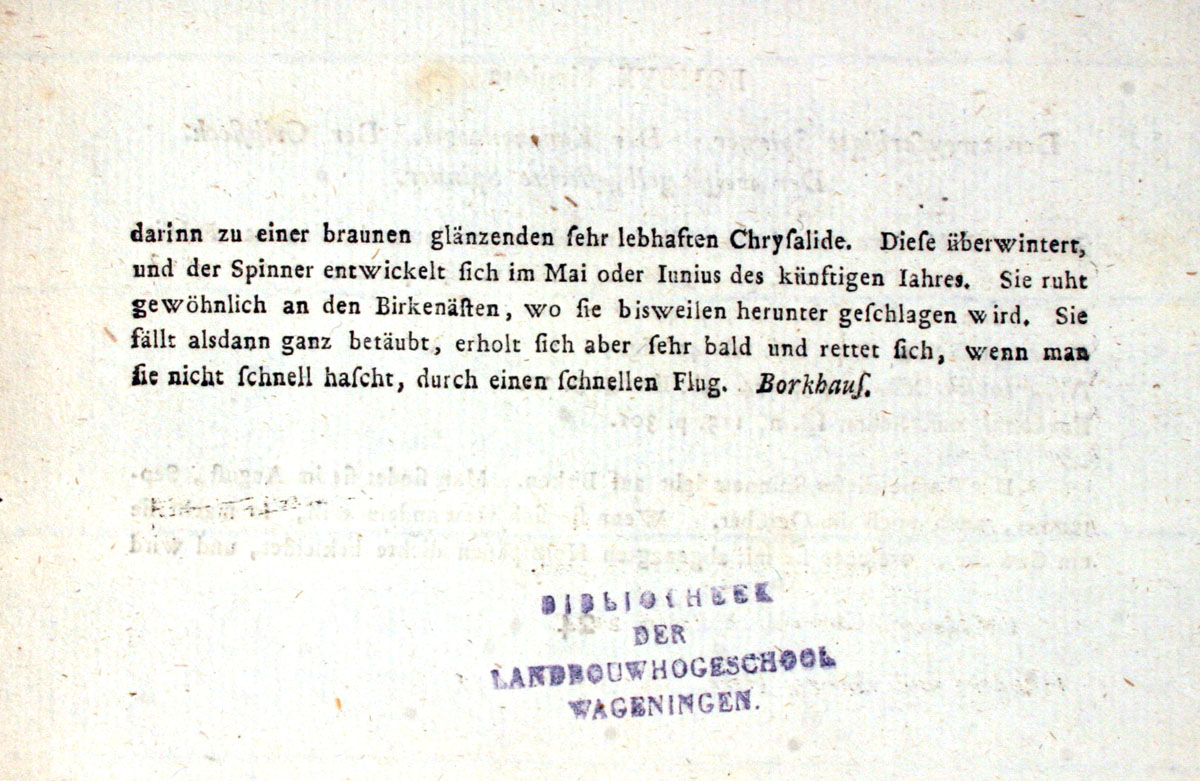 darinn zu einer braunen glänzenden ſehr lebhaften Chryſalide. Dieſe überwintert,
und der Spinner entwickelt ſich im Mai oder Iunius des künftigen Iahres. Sie ruht
gewöhnlich an den Birkenäſten, wo ſie bisweilen herunter geſchlagen wird. Sie
fällt alsdann ganz betäubt, erholt ſich aber ſehr bald und rettet ſich, wenn man
ſie nicht ſchnell haſcht, durch einen ſchnellen Flug. Borkhauſ.
BIBLIOTHEEK
DER
LANDBOUWHOGESCHOOL
WAGENINGEN.